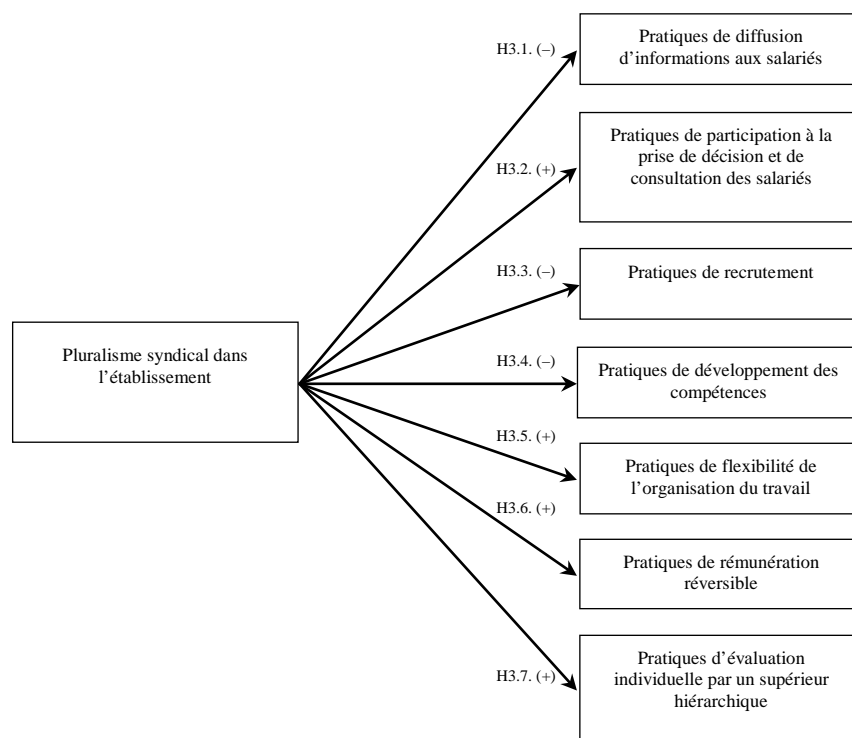 Pratiques de diffusion
d’informations aux salariés
H3.1. (–)
Pratiques de participation à la
prise de décision et de
consultation des salariés
H3.2. (+)
H3.3. (–)
Pratiques de recrutement
Pluralisme syndical dans
l’établissement
H3.4. (–)
Pratiques de développement des
compétences
H3.5. (+)
Pratiques de flexibilité de
l’organisation du travail
H3.6. (+)
Pratiques de rémunération
réversible
H3.7. (+)
Pratiques d’évaluation
individuelle par un supérieur
hiérarchique